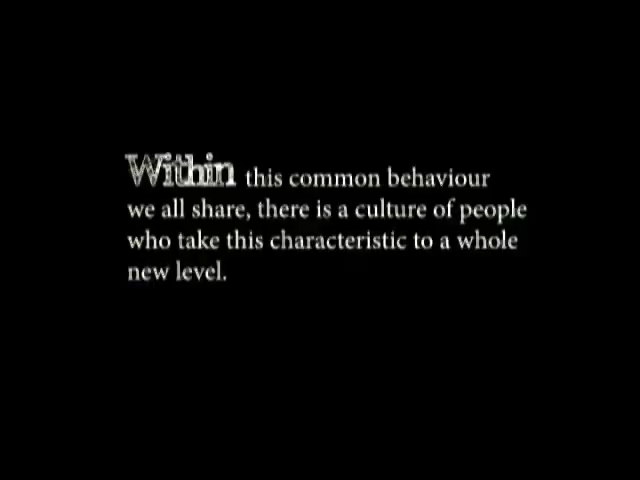 Within this common behaviour
we all share, there is a culture of people
who take this characteristic to a whole
new level.